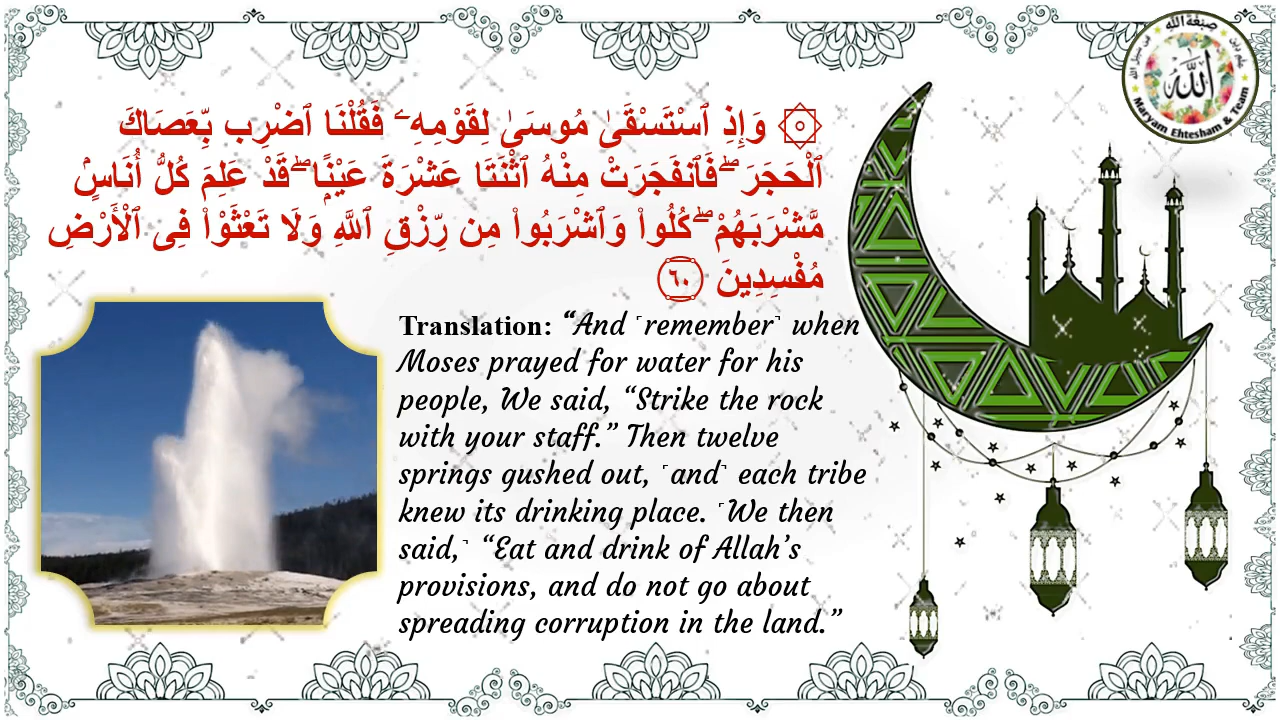 ۞ وَإِذِ ٱسْتَسْقَىٰ مُوسَىٰ لِقَوْمِهِۦ فَقُلْنَا ٱضْرِب بِّعَصَاكَ
ٱلْحَجَرَ ۖ فَٱنفَجَرَتْ مِنْهُ ٱثْنَتَا عَشْرَةَ عَيْنًۭا ۖ قَدْ عَلِمَ كُلُّ أُنَاسٍۢ
مَّشْرَبَهُمْ ۖ كُلُوا۟ وَٱشْرَبُوا۟ مِن رِّزْقِ ٱللَّهِ وَلَا تَعْثَوْا۟ فِى ٱلْأَرْضِ
مُفْسِدِينَ ٦٠
Translation: “And ˹remember˺ when
Moses prayed for water for his
people, We said, “Strike the rock
with your staff.” Then twelve
springs gushed out, ˹and˺ each tribe
knew its drinking place. ˹We then
said,˺ “Eat and drink of Allah’s
provisions, and do not go about
spreading corruption in the land.”
صبغة الله
الله
Maryam Ehtesham & Team